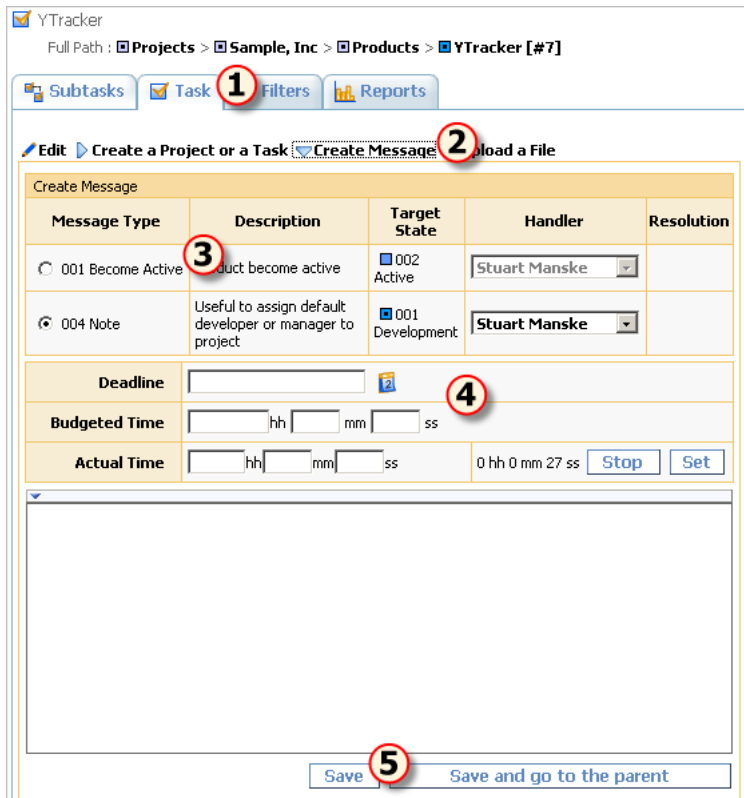 YTracker
Full Path : Projects > Sample, Inc > Products > YTracker [#7]
Subtasks Task 1 Filters Reports
Edit Create a Project or a Task Create Message 2 pload a File
Create Message
Message Type Description Target State Handler Resolution
001 Become Active 3 duct become active 002 Active Stuart Manske
004 Note Useful to assign default developer or manager to project 001 Development Stuart Manske
Deadline 2 4
Budgeted Time hh mm ss
Actual Time hh mm ss 0 hh 0 mm 27 ss Stop Set
Save 5 Save and go to the parent